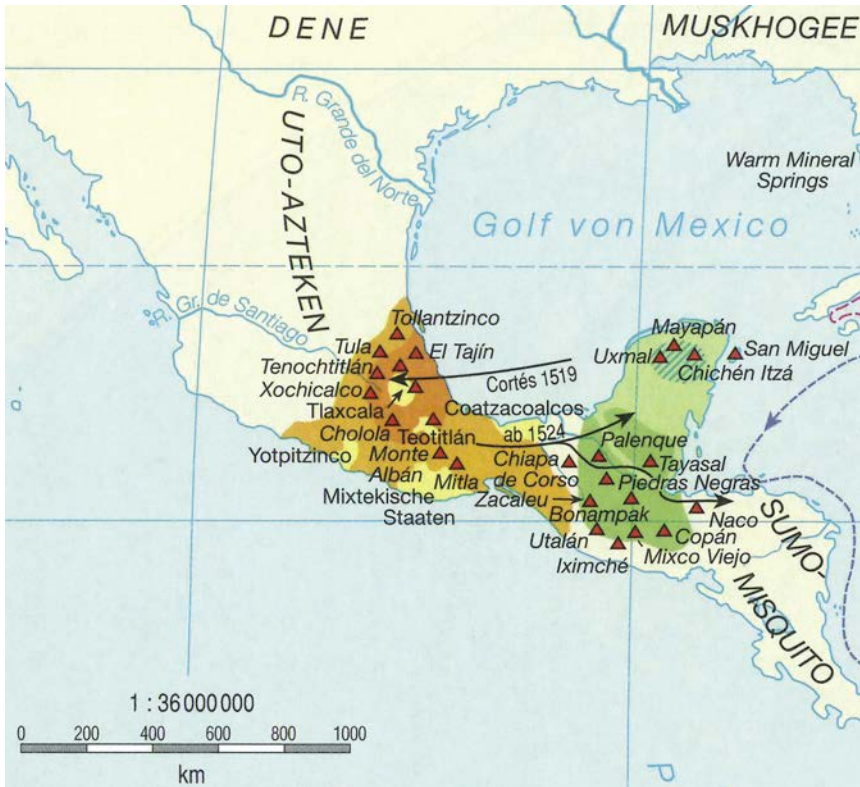 DENE
MUSKHOGEE
R. Grande del Norte
UTO-AZTEKEN
Warm Mineral
Springs
Golf von Mexico
R. Gr. de Santiago
Tollantzinco
Mayapán
Tula
El Tajín
Uxmal
San Miguel
Tenochtitlán
Chichén Itzá
Cortés 1519
Xochicalco
Tlaxcala
Coatzacoalcos
Cholola
Teotitlán
ab 1524
Palenque
Yotpitzinco
Monte
Albán
Chiapa
de Corso
Tayasal
Mitla
Piedras Negras
Mixtekische
Staaten
Zacaleu
Bonampak
Naco
SUMO-
MISQUITO
Utalán
Copán
Mixco Viejo
Iximché
1 : 36 000 000
0 200 400 600 800 1000
km
P